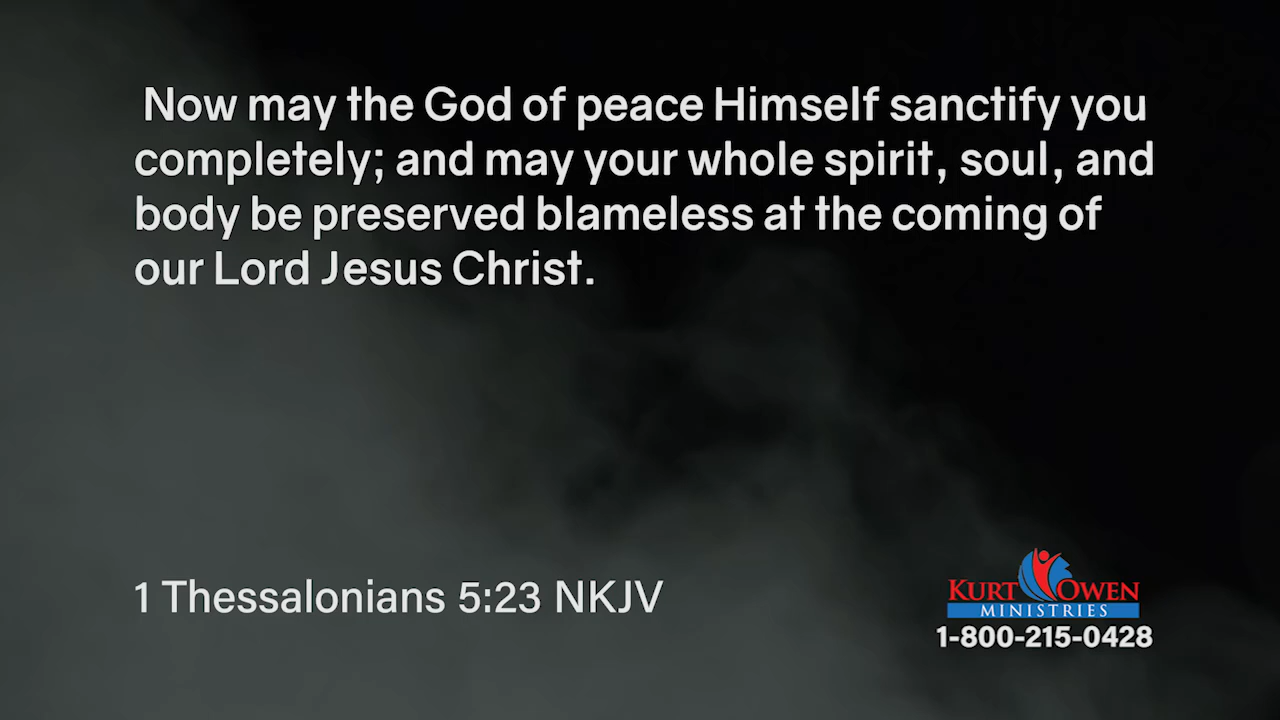 Now may the God of peace Himself sanctify you
completely; and may your whole spirit, soul, and
body be preserved blameless at the coming of
our Lord Jesus Christ.
1 Thessalonians 5:23 NKJV
KURT OWEN
MINISTRIES
1-800-215-0428